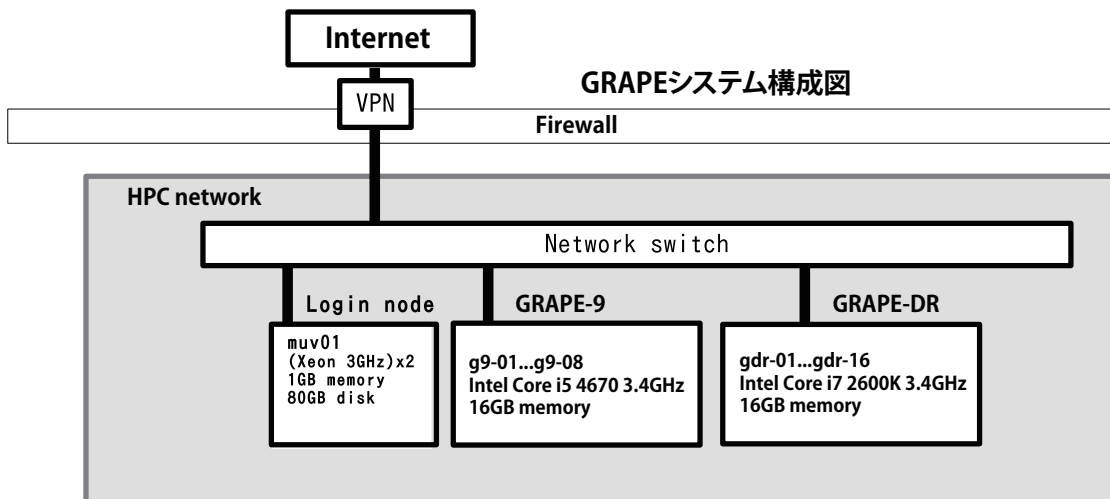 Internet
GRAPEシステム構成図
VPN
Firewall
HPC network
Network switch
Login node
GRAPE-9
GRAPE-DR
muv01
(Xeon 3GHz)x2
1GB memory
80GB disk
g9-01...g9-08
Intel Core i5 4670 3.4GHz
16GB memory
gdr-01...gdr-16
Intel Core i7 2600K 3.4GHz
16GB memory